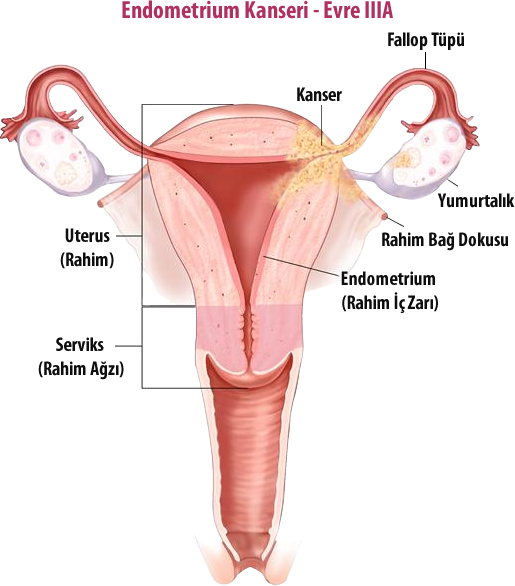 Endometrium Kanseri - Evre IIIA
Fallop Tüpü
Kanser
Yumurtalık
Rahim Bağ Dokusu
Uterus
(Rahim)
Endometrium
(Rahim İç Zarı)
Serviks
(Rahim Ağzı)